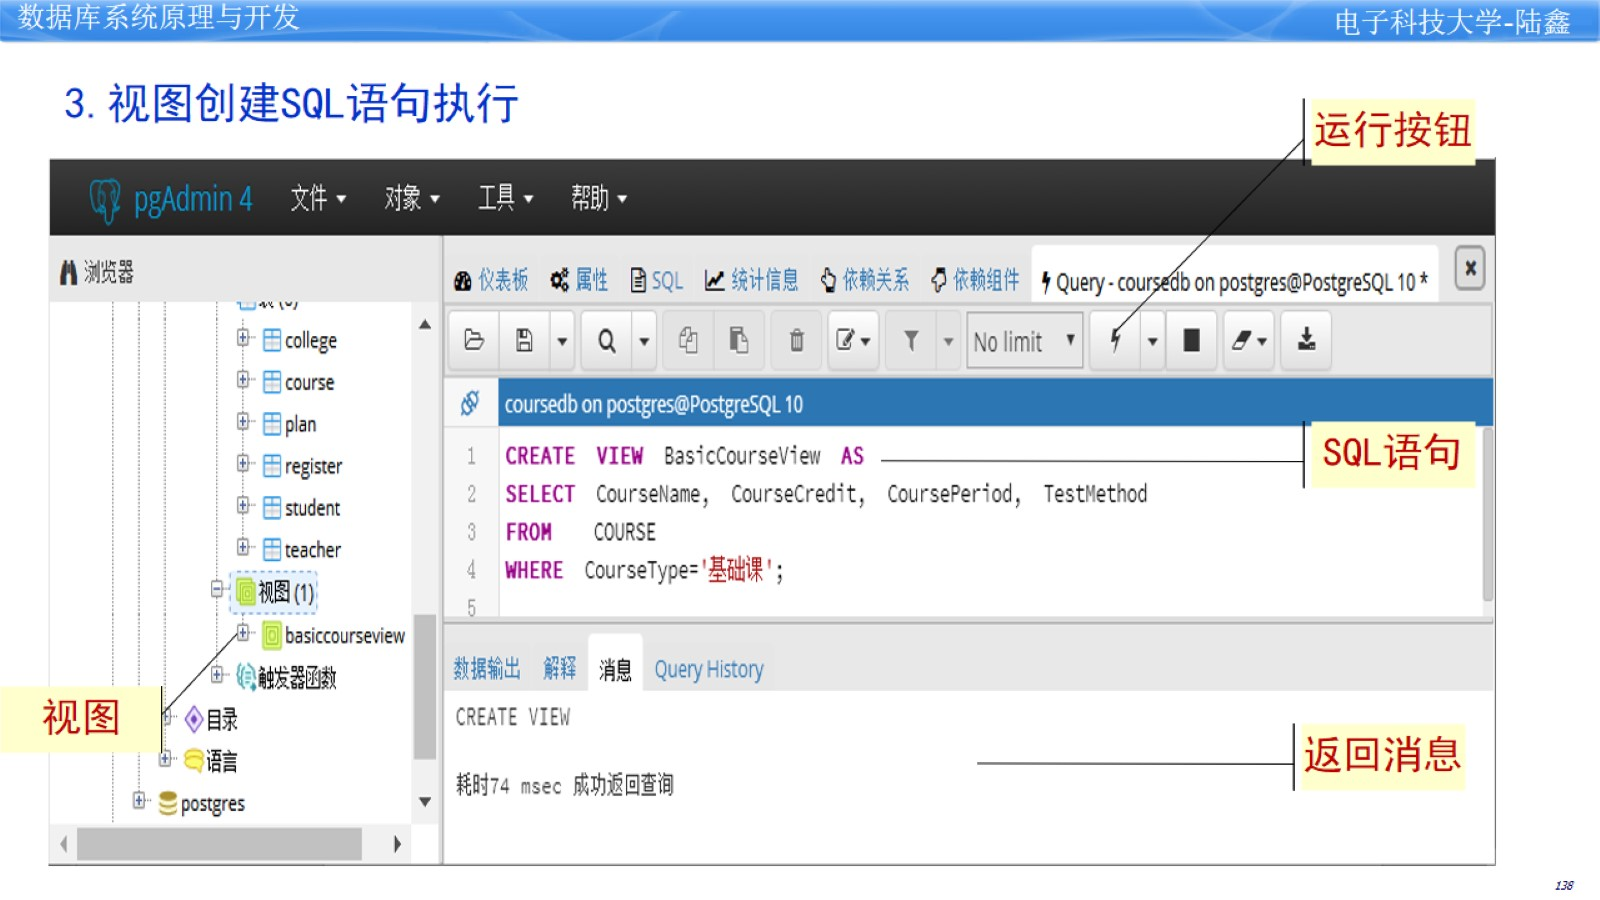 数据库系统原理与开发
电子科技大学-陆鑫
3. 视图创建SQL语句执行
运行按钮
pgAdmin 4 文件 对象 工具 帮助
浏览器
仪表板 属性 SQL 统计信息 依赖关系 依赖组件 Query - coursedb on postgres@PostgreSQL 10 *
No limit
college
course
plan
register
student
teacher
视图 (1)
basiccourseview
触发器函数
目录
语言
postgres
视图
coursedb on postgres@PostgreSQL 10
1 CREATE VIEW BasicCourseView AS
2 SELECT CourseName, CourseCredit, CoursePeriod, TestMethod
3 FROM COURSE
4 WHERE CourseType='基础课';
5
SQL语句
数据输出 解释 消息 Query History
CREATE VIEW
耗时74 msec 成功返回查询
返回消息
138